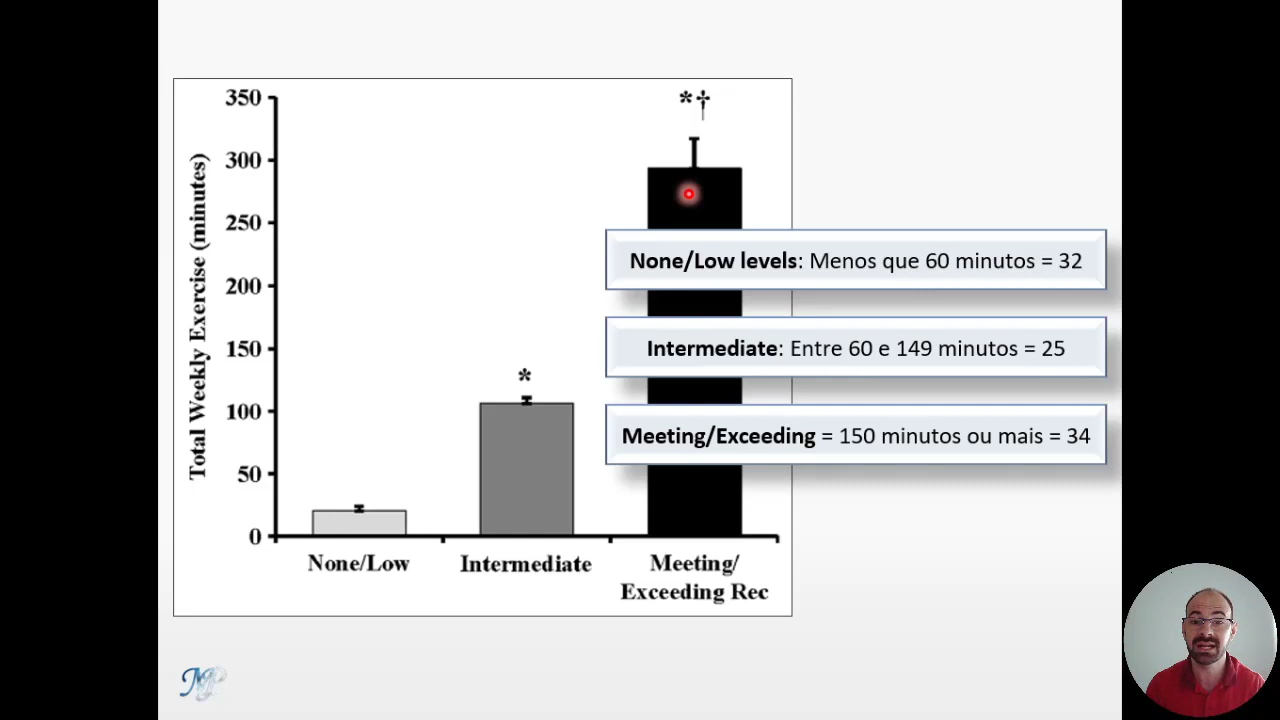 350
*†
300
250
200
150
100
50
0
Total Weekly Exercise (minutes)
*
None/Low levels: Menos que 60 minutos = 32
Intermediate: Entre 60 e 149 minutos = 25
Meeting/Exceeding = 150 minutos ou mais = 34
None/Low
Intermediate
Meeting/
Exceeding Rec